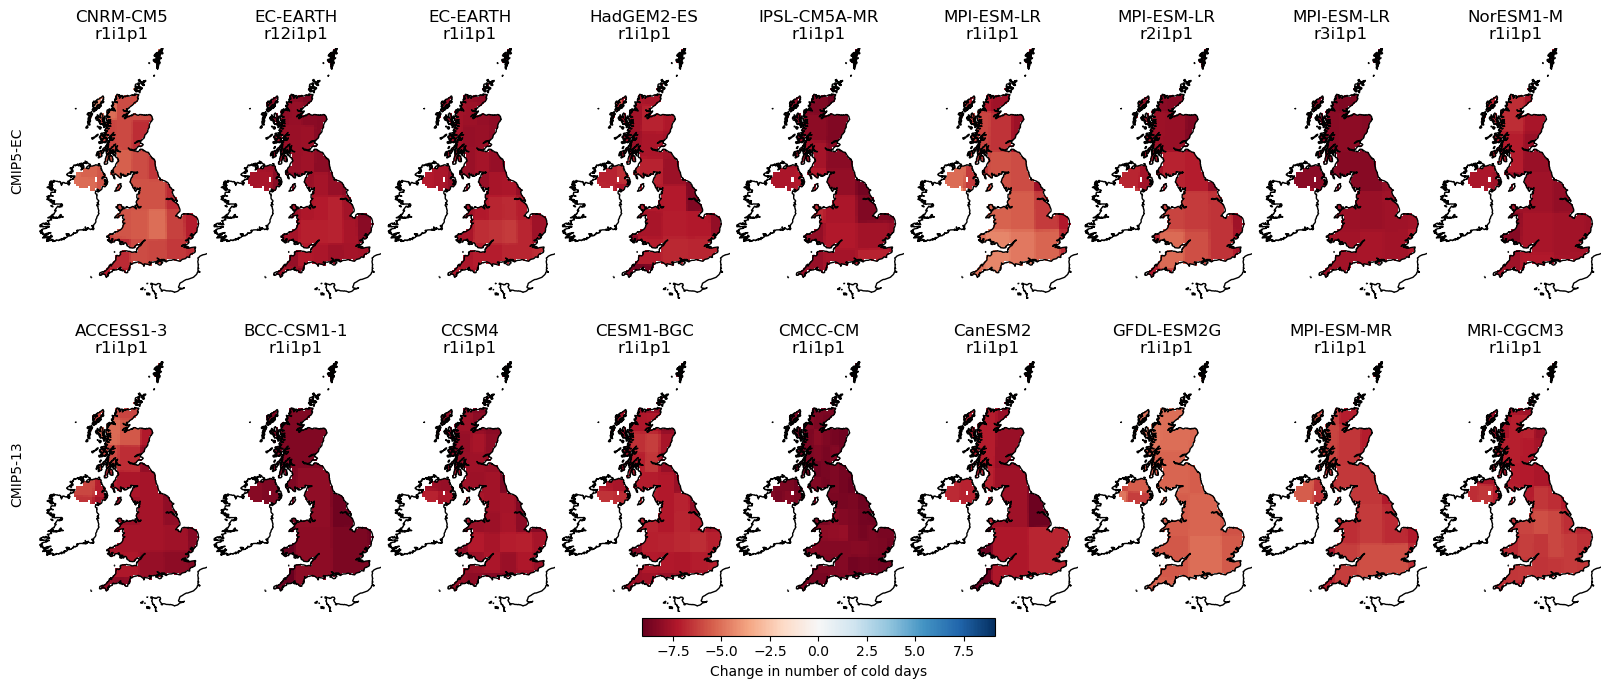 CNRM-CM5 EC-EARTH EC-EARTH HadGEM2-ES IPSL-CM5A-MR MPI-ESM-LR MPI-ESM-LR MPI-ESM-LR NorESM1-M
r1i1p1 r12i1p1 r1i1p1 r1i1p1 r1i1p1 r1i1p1 r2i1p1 r3i1p1 r1i1p1
CMIP5-EC
ACCESS1-3 BCC-CSM1-1 CCSM4 CESM1-BGC CMCC-CM CanESM2 GFDL-ESM2G MPI-ESM-MR MRI-CGCM3
r1i1p1 r1i1p1 r1i1p1 r1i1p1 r1i1p1 r1i1p1 r1i1p1 r1i1p1 r1i1p1
CMIP5-13
−7.5 −5.0 −2.5 0.0 2.5 5.0 7.5
Change in number of cold days